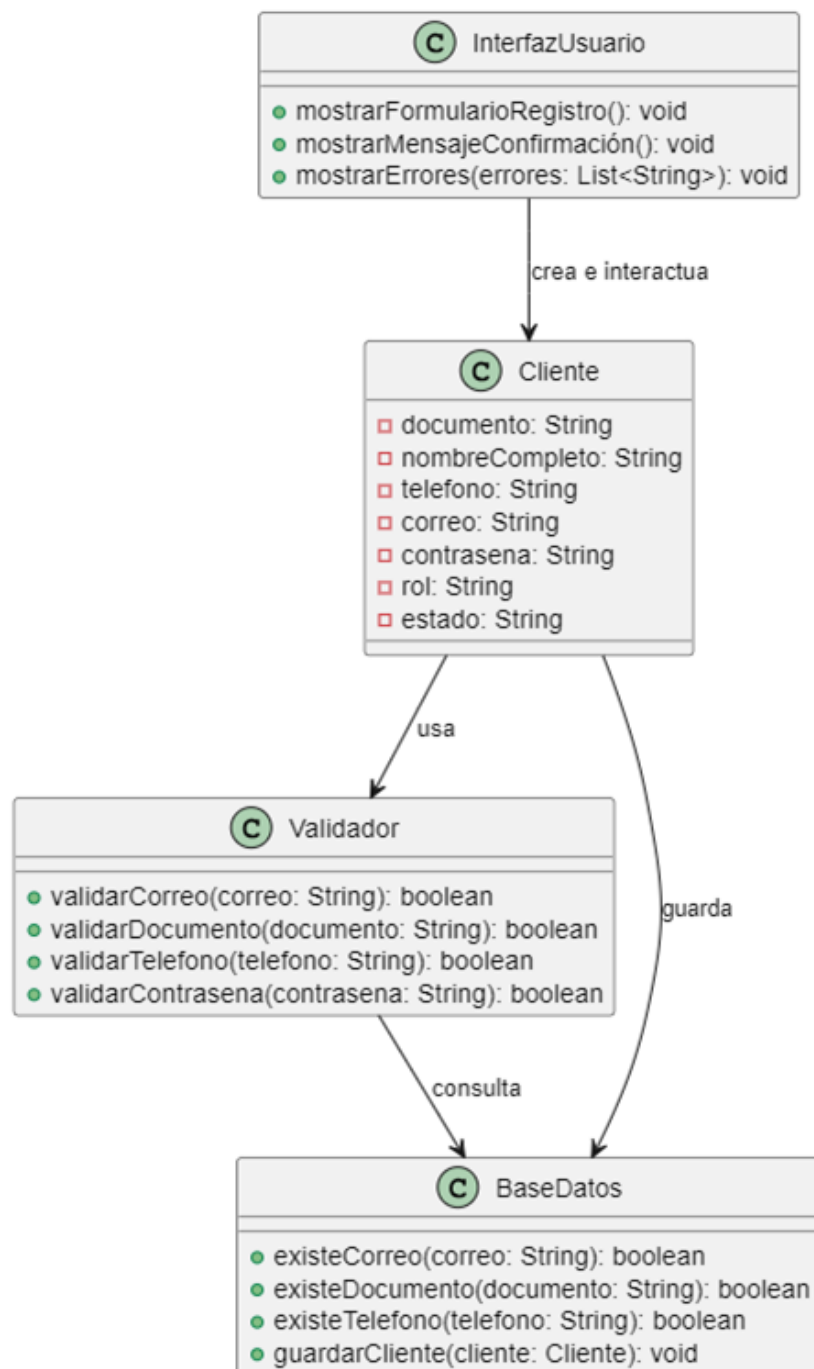 C InterfazUsuario
mostrarFormularioRegistro(): void
mostrarMensajeConfirmación(): void
mostrarErrores(errores: List<String>): void
crea e interactua
C Cliente
documento: String
nombreCompleto: String
telefono: String
correo: String
contrasena: String
rol: String
estado: String
usa
C Validador
validarCorreo(correo: String): boolean
validarDocumento(documento: String): boolean
validarTelefono(telefono: String): boolean
validarContrasena(contrasena: String): boolean
guarda
consulta
C BaseDatos
existeCorreo(correo: String): boolean
existeDocumento(documento: String): boolean
existeTelefono(telefono: String): boolean
guardarCliente(cliente: Cliente): void